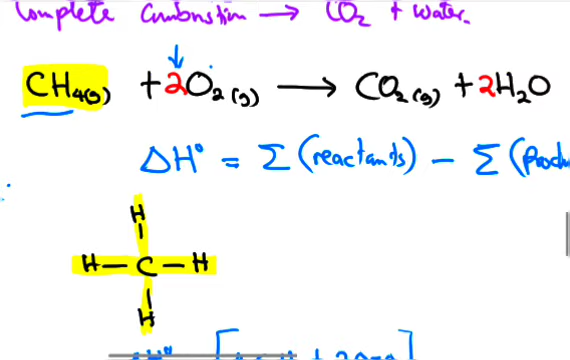 Complete Combustion → CO₂ + water.
CH₄(g) + 2O₂(g) → CO₂(g) + 2H₂O
ΔH° = Σ (reactants) − Σ
H
H – C – H
H